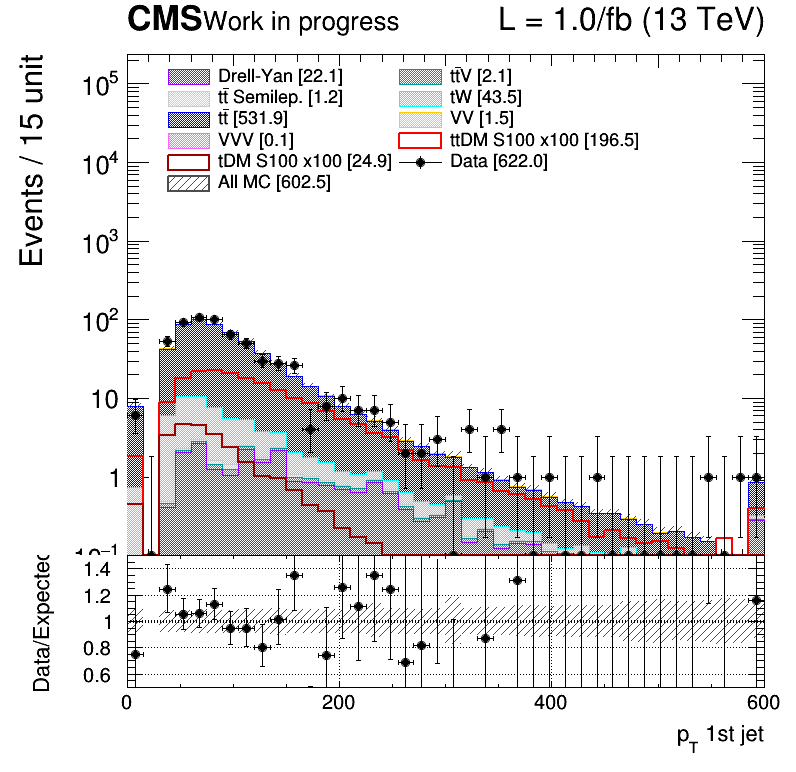 CMS Work in progress L = 1.0/fb (13 TeV)
Drell-Yan [22.1] tt̄V [2.1]
tt̄ Semilep. [1.2] tW [43.5]
tt̄ [531.9] VV [1.5]
VVV [0.1] ttDM S100 x100 [196.5]
tDM S100 x100 [24.9] Data [622.0]
All MC [602.5]
Events / 15 unit
10⁵
10⁴
10³
10²
10
1
10⁻¹
Data/Expected
1.4
1.2
1
0.8
0.6
0 200 400 600
p_T 1st jet